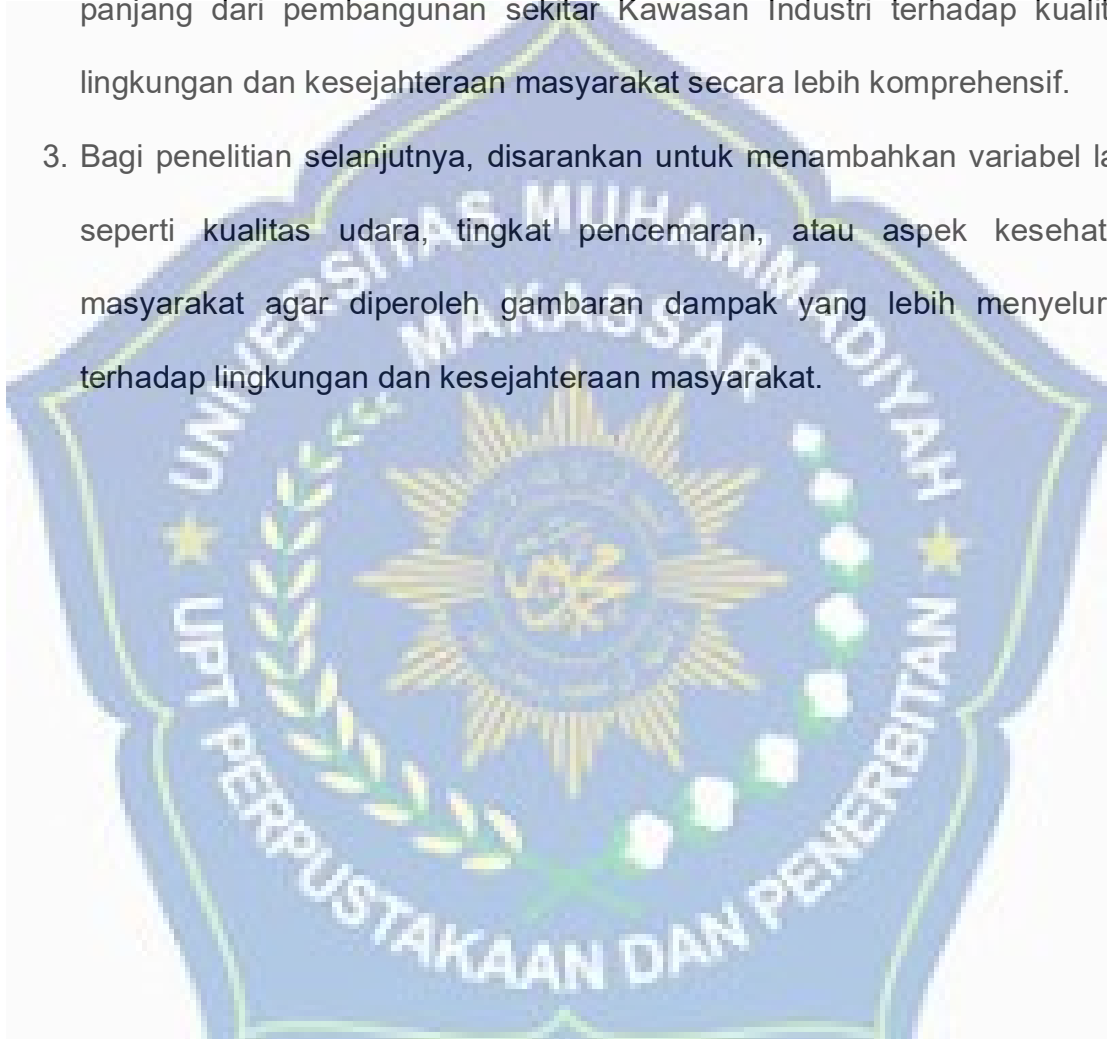 panjang dari pembangunan sekitar Kawasan Industri terhadap kualit
lingkungan dan kesejahteraan masyarakat secara lebih komprehensif.
3. Bagi penelitian selanjutnya, disarankan untuk menambahkan variabel la
seperti kualitas udara, tingkat pencemaran, atau aspek kesehat
masyarakat agar diperoleh gambaran dampak yang lebih menyelur
terhadap lingkungan dan kesejahteraan masyarakat.
UNIVERSITAS MUHAMMADIYAH
MAKASSAR
UPT PERPUSTAKAAN DAN PENERBITAN